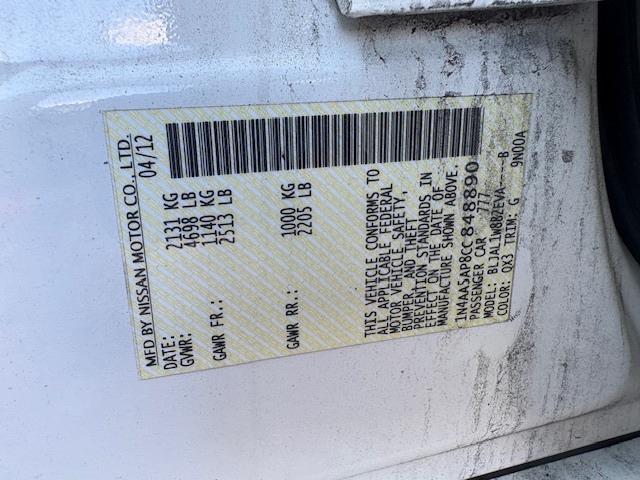 MFD BY NISSAN MOTOR CO., LTD.
DATE: 04/12
GVWR: 2131 KG
4698 LB
GAWR FR.: 1140 KG
2513 LB
GAWR RR.: 1000 KG
2205 LB
THIS VEHICLE CONFORMS TO
ALL APPLICABLE FEDERAL
MOTOR VEHICLE SAFETY,
BUMPER, AND THEFT
PREVENTION STANDARDS IN
EFFECT ON THE DATE OF
MANUFACTURE SHOWN ABOVE.
1N4AA5AP8CC848890
PASSENGER CAR 777
MODEL: BLJAL1WB82EVA----B
COLOR: QX3 TRIM: G 9N00A